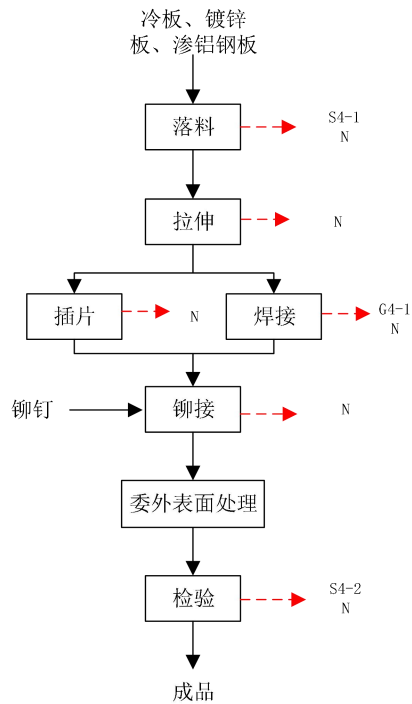 冷板、镀锌
板、渗铝钢板
落料
S4-1
N
拉伸
N
插片
N
焊接
G4-1
N
铆钉
铆接
N
委外表面处理
检验
S4-2
N
成品